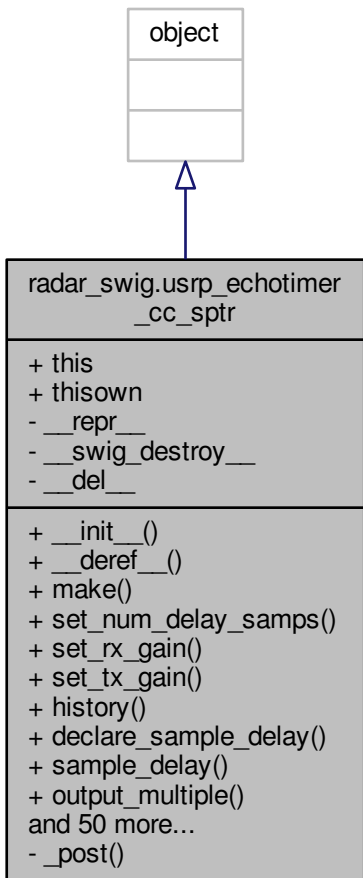 object
radar_swig.usrp_echotimer
_cc_sptr
+ this
+ thisown
- __repr__
- __swig_destroy__
- __del__
+ __init__()
+ __deref__()
+ make()
+ set_num_delay_samps()
+ set_rx_gain()
+ set_tx_gain()
+ history()
+ declare_sample_delay()
+ sample_delay()
+ output_multiple()
and 50 more...
- _post()